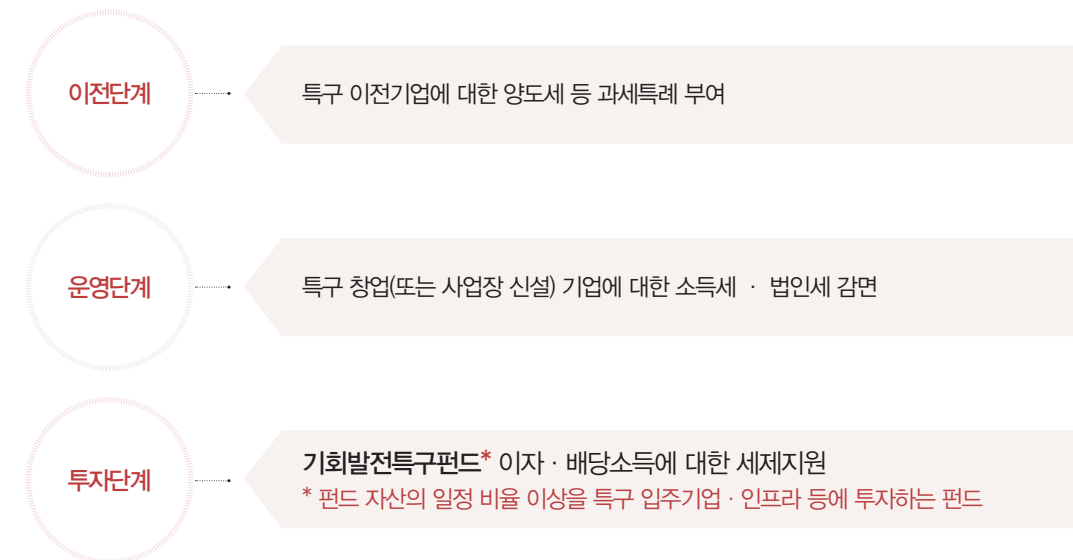 이전단계
특구 이전기업에 대한 양도세 등 과세특례 부여
운영단계
특구 창업(또는 사업장 신설) 기업에 대한 소득세 · 법인세 감면
투자단계
기회발전특구펀드* 이자 · 배당소득에 대한 세제지원
* 펀드 자산의 일정 비율 이상을 특구 입주기업 · 인프라 등에 투자하는 펀드